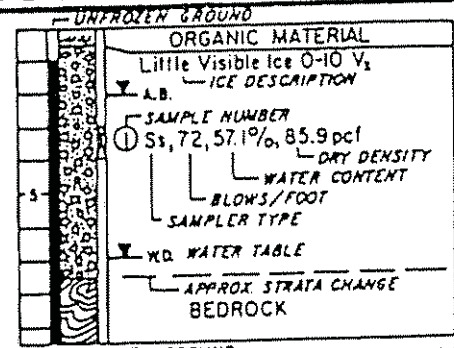 UNFROZEN GROUND
ORGANIC MATERIAL
Little Visible Ice 0-10 Vx
ICE DESCRIPTION
A.B.
SAMPLE NUMBER
1 Ss, 72, 57.1%, 85.9 pcf
DRY DENSITY
WATER CONTENT
BLOWS/FOOT
5
SAMPLER TYPE
W.D. WATER TABLE
APPROX. STRATA CHANGE
BEDROCK